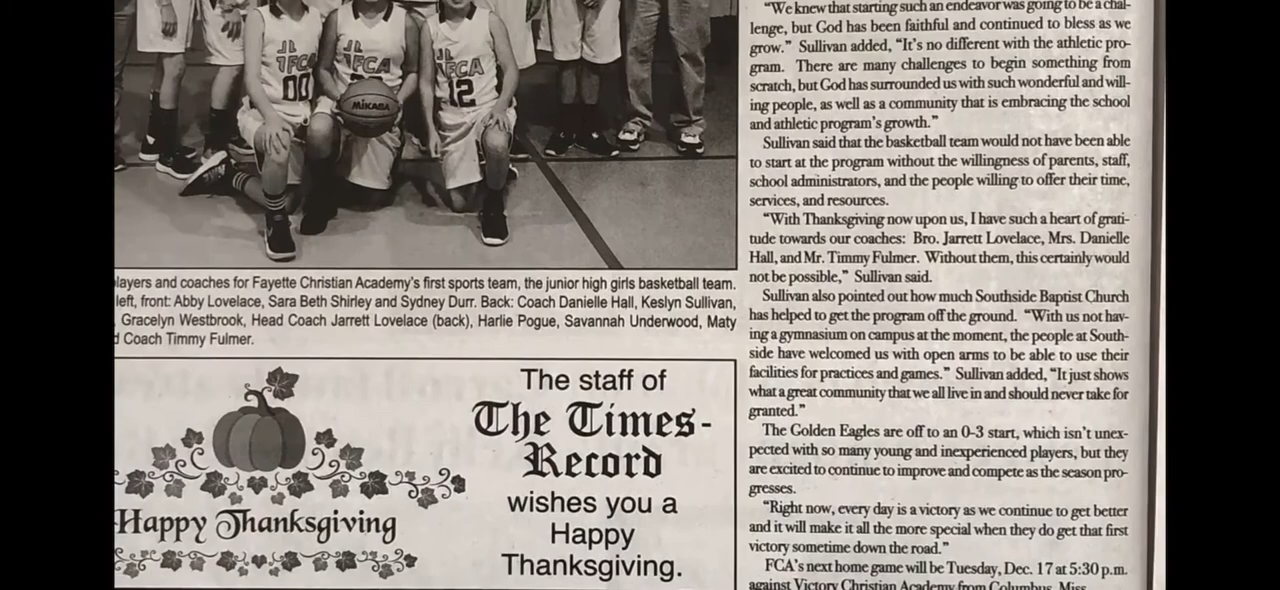 FCA
00
FCA
MIKASA
FCA
12
layers and coaches for Fayette Christian Academy's first sports team, the junior high girls basketball team.
left, front: Abby Lovelace, Sara Beth Shirley and Sydney Durr. Back: Coach Danielle Hall, Keslyn Sullivan,
Gracelyn Westbrook, Head Coach Jarrett Lovelace (back), Harlie Pogue, Savannah Underwood, Maty
Coach Timmy Fulmer.
Happy Thanksgiving
The staff of
The Times-
Record
wishes you a
Happy
Thanksgiving.
“We knew that starting such an endeavor was going to be a chal-
lenge, but God has been faithful and continued to bless as we
grow.” Sullivan added, “It's no different with the athletic pro-
gram. There are many challenges to begin something from
scratch, but God has surrounded us with such wonderful and will-
ing people, as well as a community that is embracing the school
and athletic program's growth.”
Sullivan said that the basketball team would not have been able
to start at the program without the willingness of parents, staff,
school administrators, and the people willing to offer their time,
services, and resources.
“With Thanksgiving now upon us, I have such a heart of grati-
tude towards our coaches: Bro. Jarrett Lovelace, Mrs. Danielle
Hall, and Mr. Timmy Fulmer. Without them, this certainly would
not be possible,” Sullivan said.
Sullivan also pointed out how much Southside Baptist Church
has helped to get the program off the ground. “With us not hav-
ing a gymnasium on campus at the moment, the people at South-
side have welcomed us with open arms to be able to use their
facilities for practices and games.” Sullivan added, “It just shows
what a great community that we all live in and should never take for
granted.”
The Golden Eagles are off to an 0-3 start, which isn't unex-
pected with so many young and inexperienced players, but they
are excited to continue to improve and compete as the season pro-
gresses.
“Right now, every day is a victory as we continue to get better
and it will make it all the more special when they do get that first
victory sometime down the road.”
FCA's next home game will be Tuesday, Dec. 17 at 5:30 p.m.
against Victory Christian Academy from Columbus, Miss.